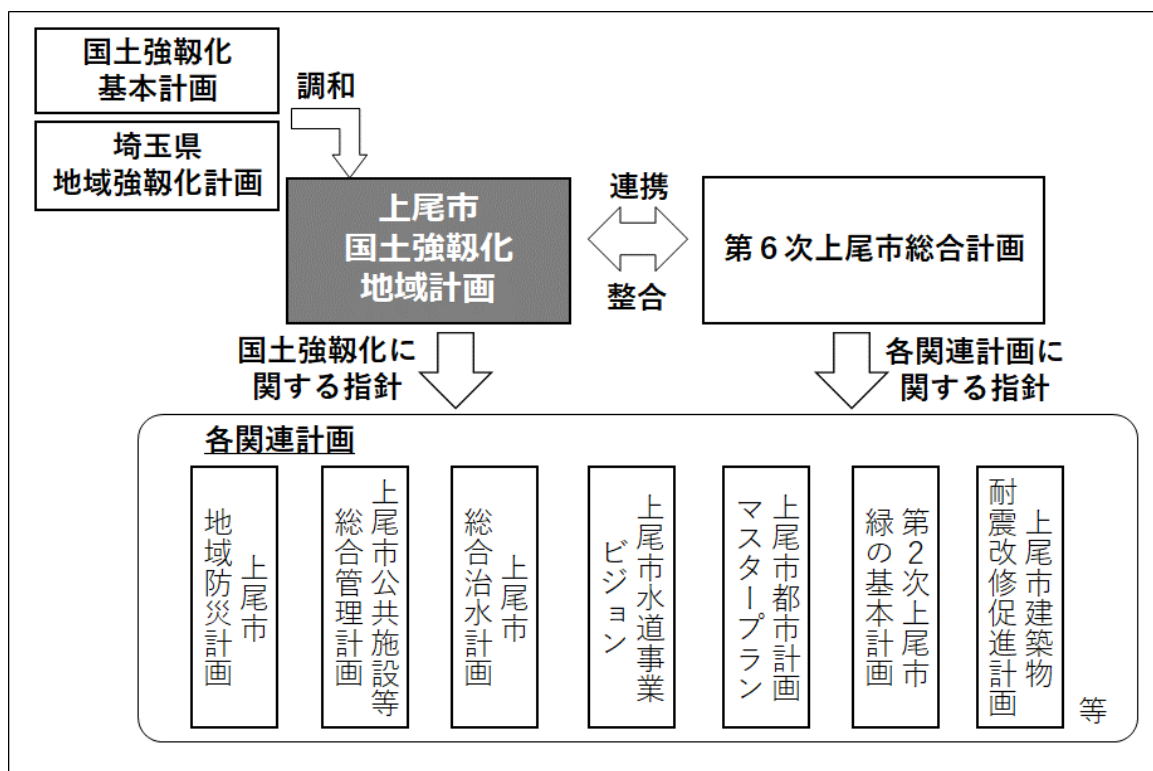 国土強靱化
基本計画
調和
埼玉県
地域強靱化計画
上尾市
国土強靱化
地域計画
連携
整合
第６次上尾市総合計画
国土強靱化に
関する指針
各関連計画に
関する指針
各関連計画
上尾市
地域防災計画
上尾市公共施設等
総合管理計画
上尾市
総合治水計画
上尾市水道事業
ビジョン
上尾市都市計画
マスタープラン
第２次上尾市
緑の基本計画
上尾市建築物
耐震改修促進計画
等